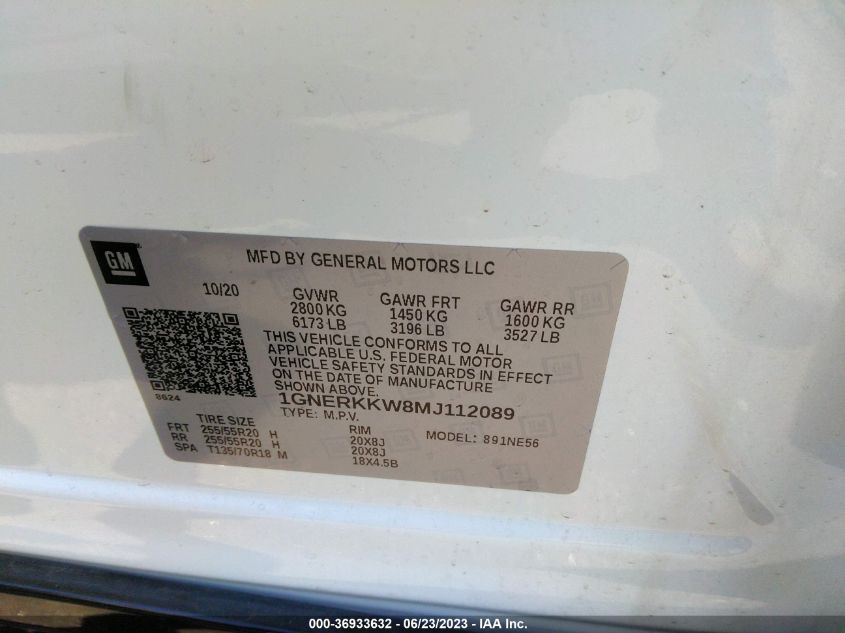 GM
MFD BY GENERAL MOTORS LLC
10/20
GVWR GAWR FRT GAWR RR
2800 KG 1450 KG 1600 KG
6173 LB 3196 LB 3527 LB
THIS VEHICLE CONFORMS TO ALL
APPLICABLE U.S. FEDERAL MOTOR
VEHICLE SAFETY STANDARDS IN EFFECT
ON THE DATE OF MANUFACTURE
SHOWN ABOVE.
8624
1GNERKKW8MJ112089
TYPE: M.P.V.
MODEL: 891NE56
TIRE SIZE RIM
FRT 255/55R20 H 20X8J
RR 255/55R20 H 20X8J
SPA T135/70R18 M 18X4.5B
000-36933632 - 06/23/2023 - IAA Inc.